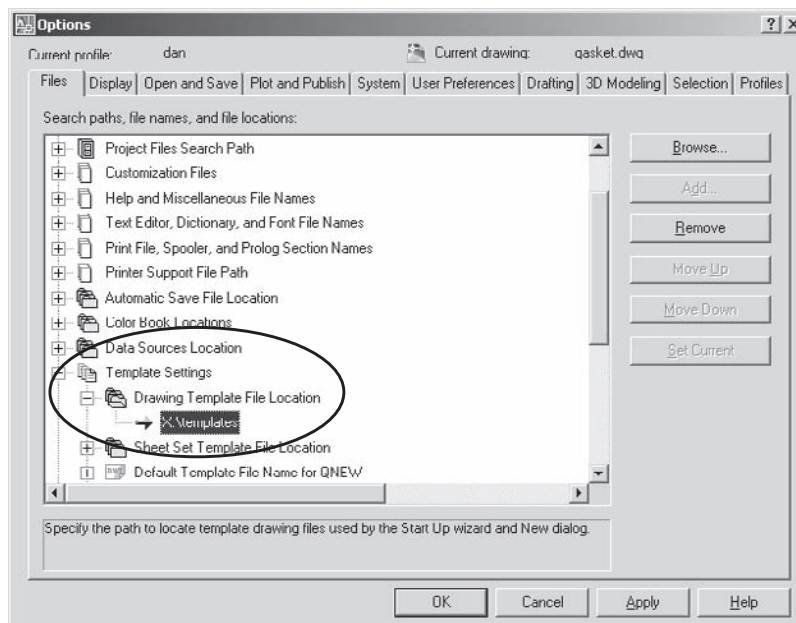 Options
Current profile: dan Current drawing: gasket.dwg
Files Display Open and Save Plot and Publish System User Preferences Drafting 3D Modeling Selection Profiles
Search paths, file names, and file locations:
Project Files Search Path
Customization Files
Help and Miscellaneous File Names
Text Editor, Dictionary, and Font File Names
Print File, Spooler, and Prolog Section Names
Printer Support File Path
Automatic Save File Location
Color Book Locations
Data Sources Location
Template Settings
Drawing Template File Location
X:\templates
Sheet Set Template File Location
Default Template File Name for QNEW
Browse...
Add...
Remove
Move Up
Move Down
Set Current
Specify the path to locate template drawing files used by the Start Up wizard and New dialog.
OK Cancel Apply Help